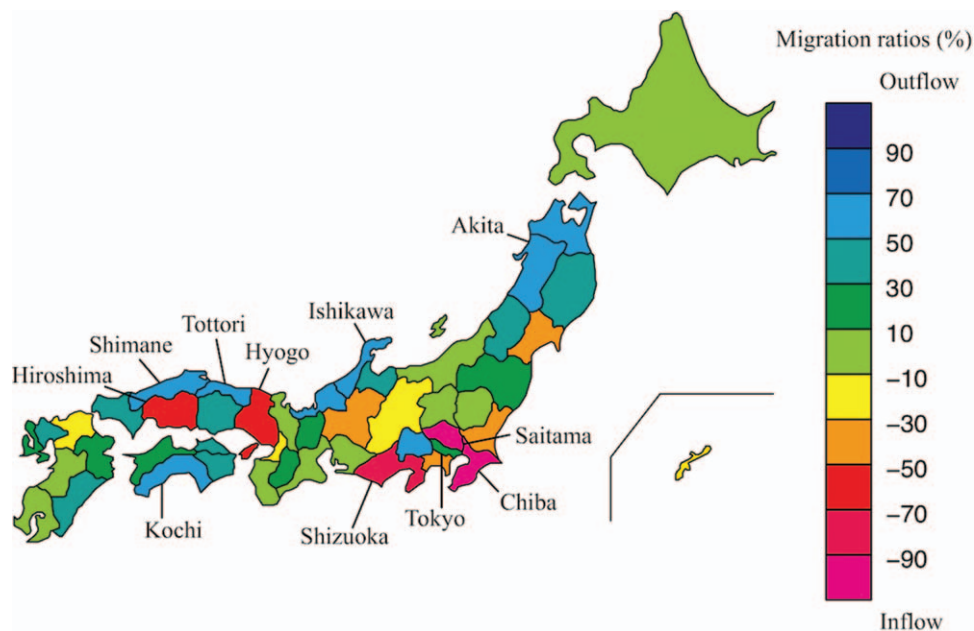 Migration ratios (%)
Outflow
90
70
50
30
10
−10
−30
−50
−70
−90
Inflow
Akita
Ishikawa
Tottori
Shimane
Hyogo
Hiroshima
Saitama
Chiba
Tokyo
Kochi
Shizuoka